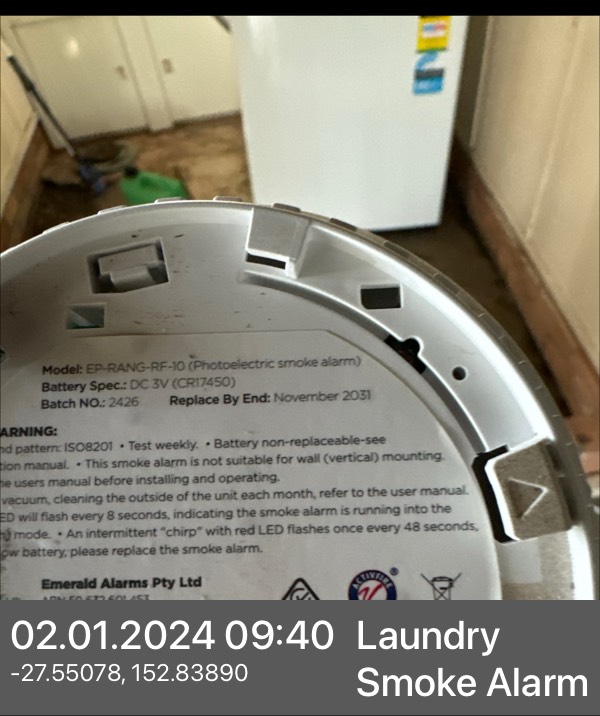 Model: EP-RANG-RF-10 (Photoelectric smoke alarm)
Battery Spec.: DC 3V (CR17450)
Batch NO.: 2426 Replace By End: November 2031
ARNING:
nd pattern: ISO8201 • Test weekly. • Battery non-replaceable-see
tion manual. • This smoke alarm is not suitable for wall (vertical) mounting.
he users manual before installing and operating.
vacuum, cleaning the outside of the unit each month, refer to the user manual.
ED will flash every 8 seconds, indicating the smoke alarm is running into the
mode. • An intermittent "chirp" with red LED flashes once every 48 seconds,
ow battery, please replace the smoke alarm.
Emerald Alarms Pty Ltd
ACTIVFIRE ®
02.01.2024 09:40 Laundry
-27.55078, 152.83890
Smoke Alarm